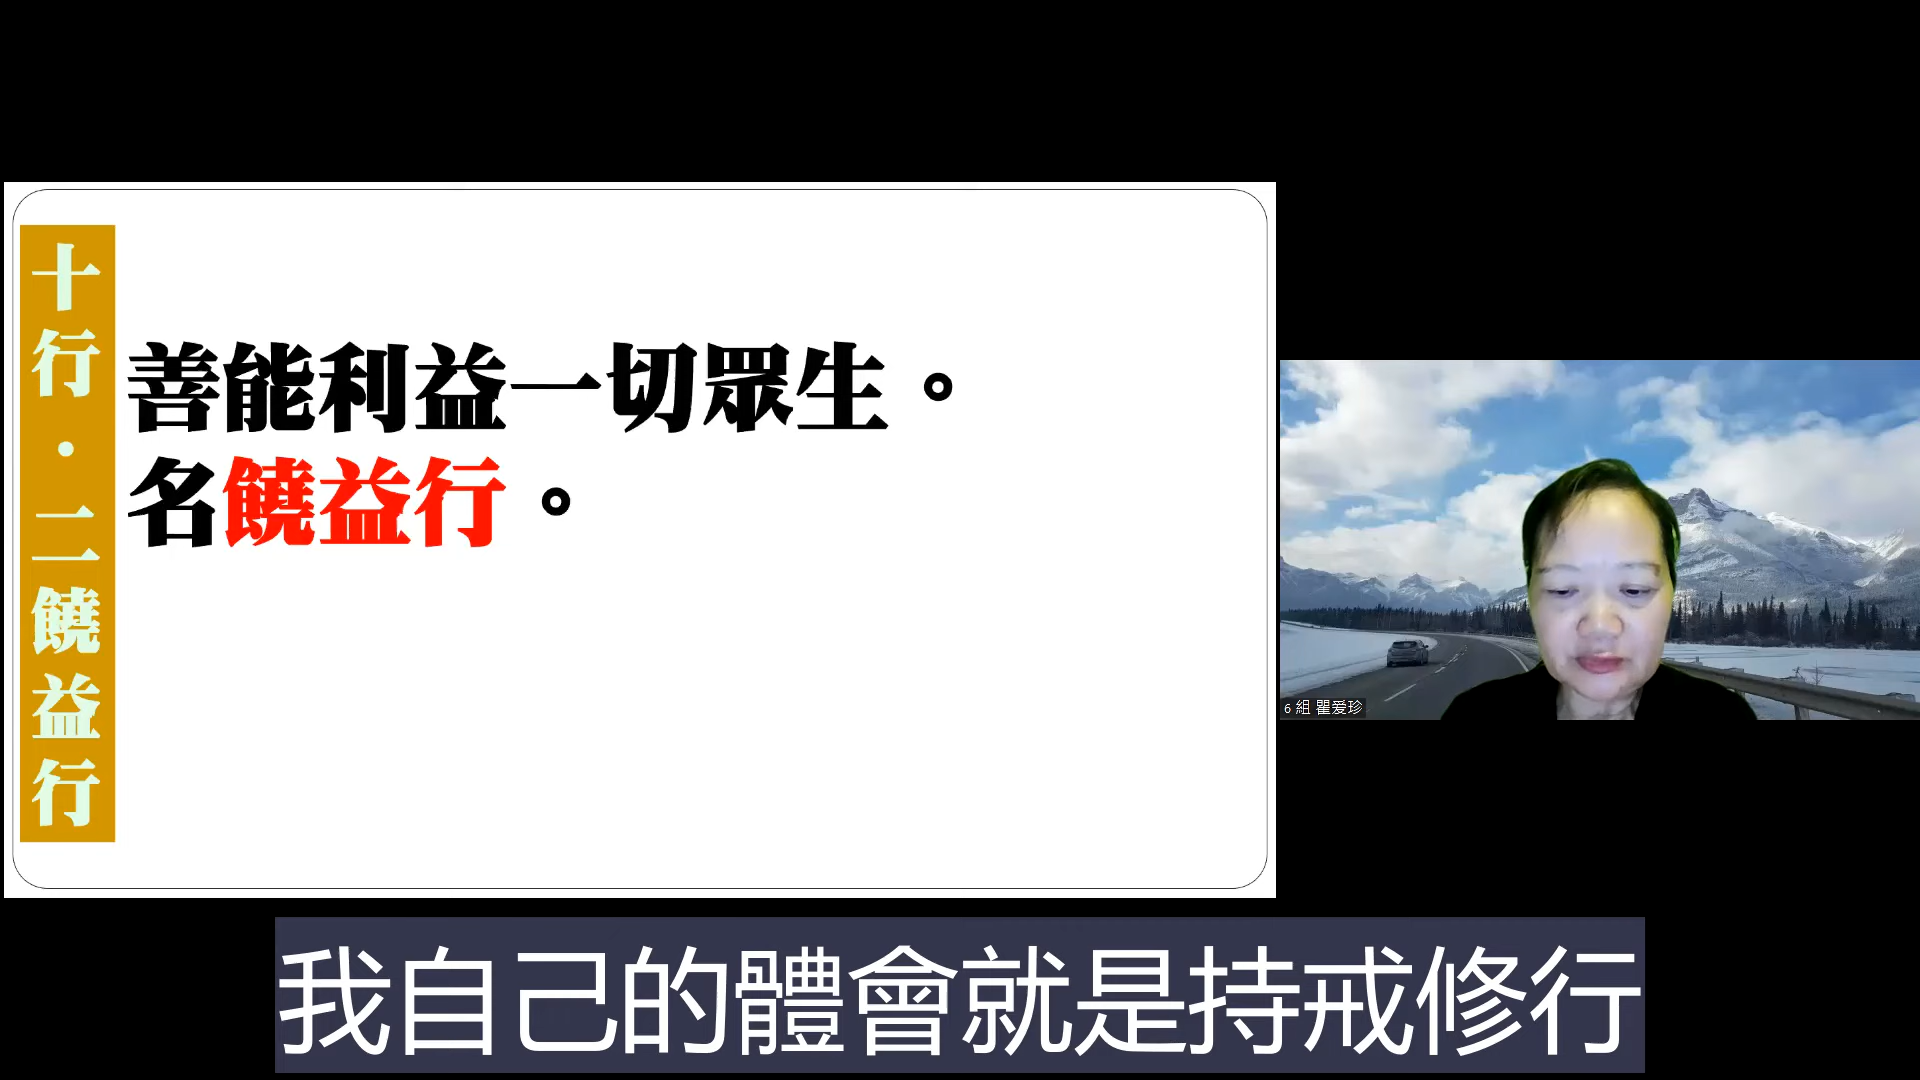 十行·二饒益行
善能利益一切眾生。
名饒益行。
6 組 瞿爱珍
我自己的體會就是持戒修行